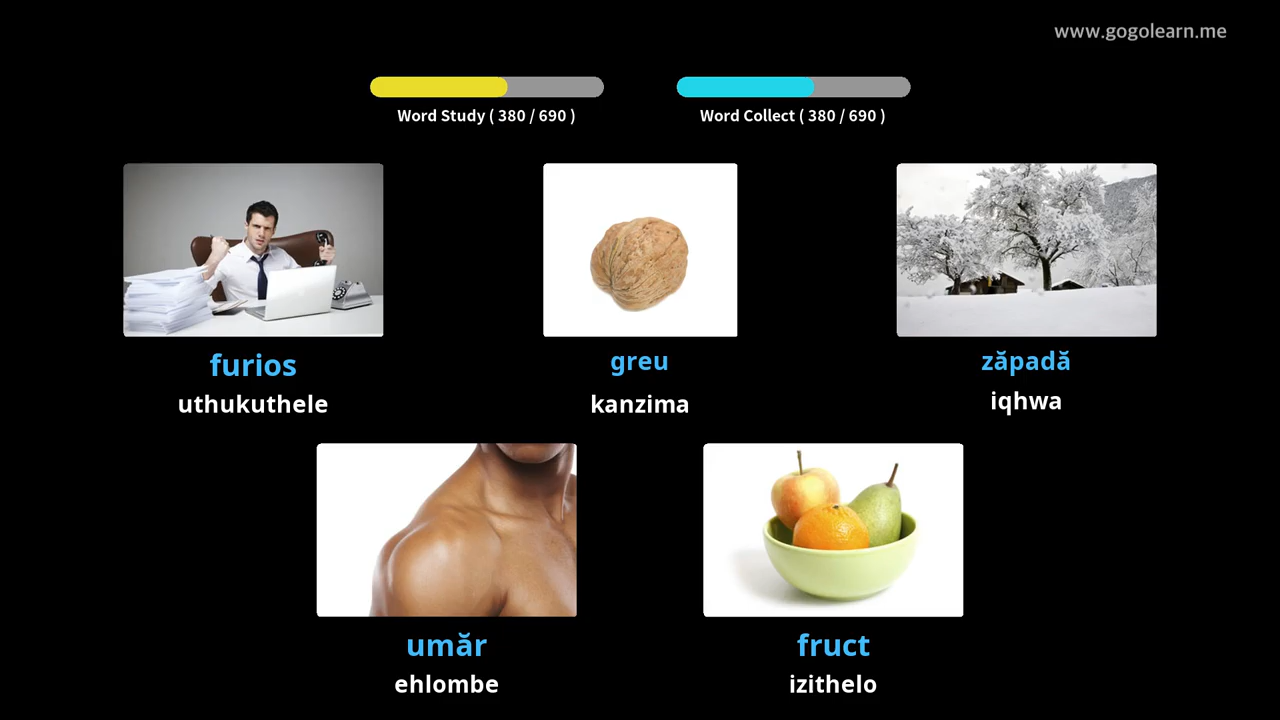 www.gogolearn.me
Word Study ( 380 / 690 )
Word Collect ( 380 / 690 )
furios
uthukuthele
greu
kanzima
zăpadă
iqhwa
umăr
ehlombe
fruct
izithelo